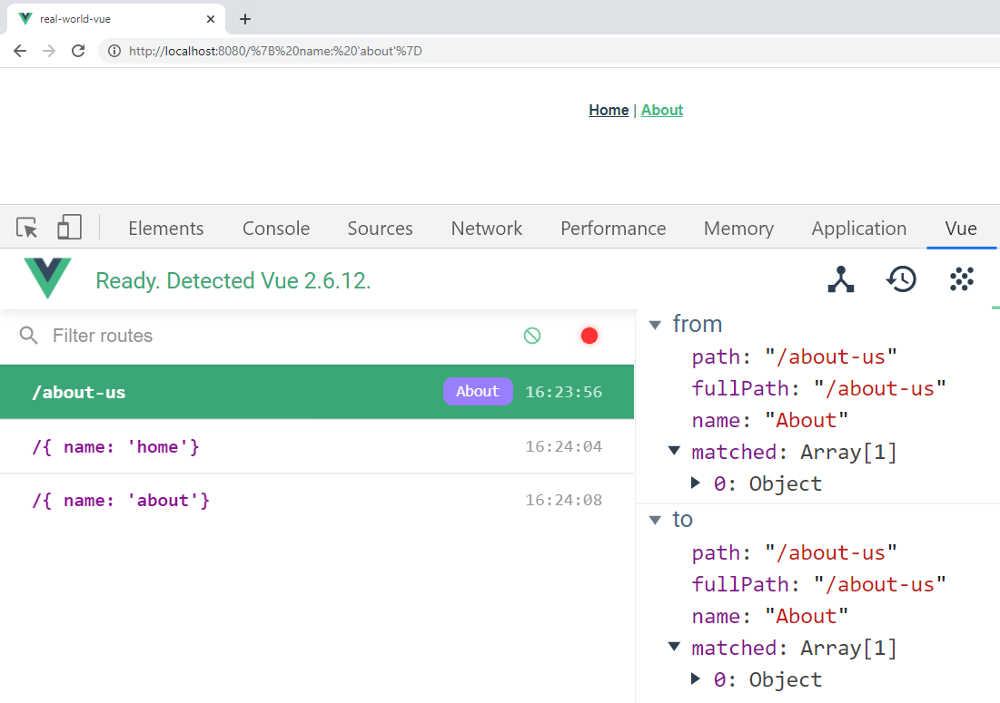 real-world-vue
http://localhost:8080/%7B%20name:%20'about'%7D
Home | About
Elements Console Sources Network Performance Memory Application Vue
Ready. Detected Vue 2.6.12.
Filter routes
/about-us About 16:23:56
/{ name: 'home'} 16:24:04
/{ name: 'about'} 16:24:08
from
path: "/about-us"
fullPath: "/about-us"
name: "About"
matched: Array[1]
0: Object
to
path: "/about-us"
fullPath: "/about-us"
name: "About"
matched: Array[1]
0: Object